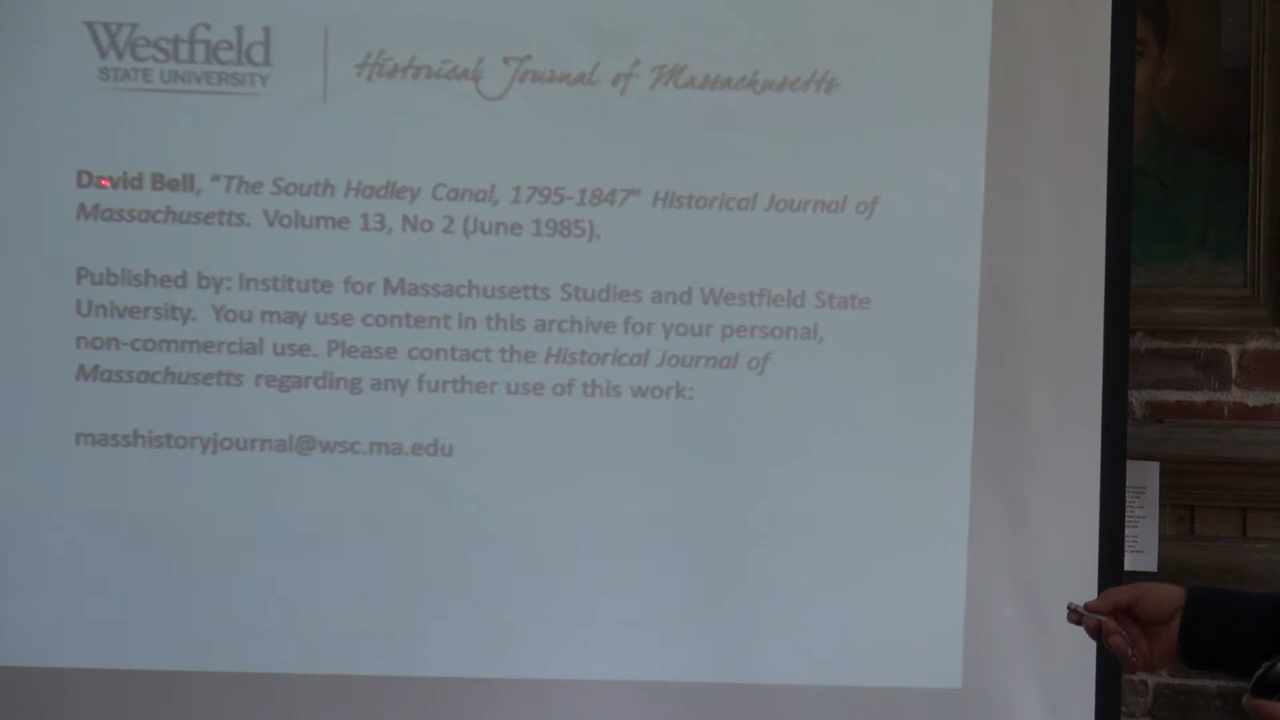 Westfield
STATE UNIVERSITY
Historical Journal of Massachusetts
David Bell, "The South Hadley Canal, 1795-1847" Historical Journal of
Massachusetts. Volume 13, No 2 (June 1985).
Published by: Institute for Massachusetts Studies and Westfield State
University. You may use content in this archive for your personal,
non-commercial use. Please contact the Historical Journal of
Massachusetts regarding any further use of this work:
masshistoryjournal@wsc.ma.edu